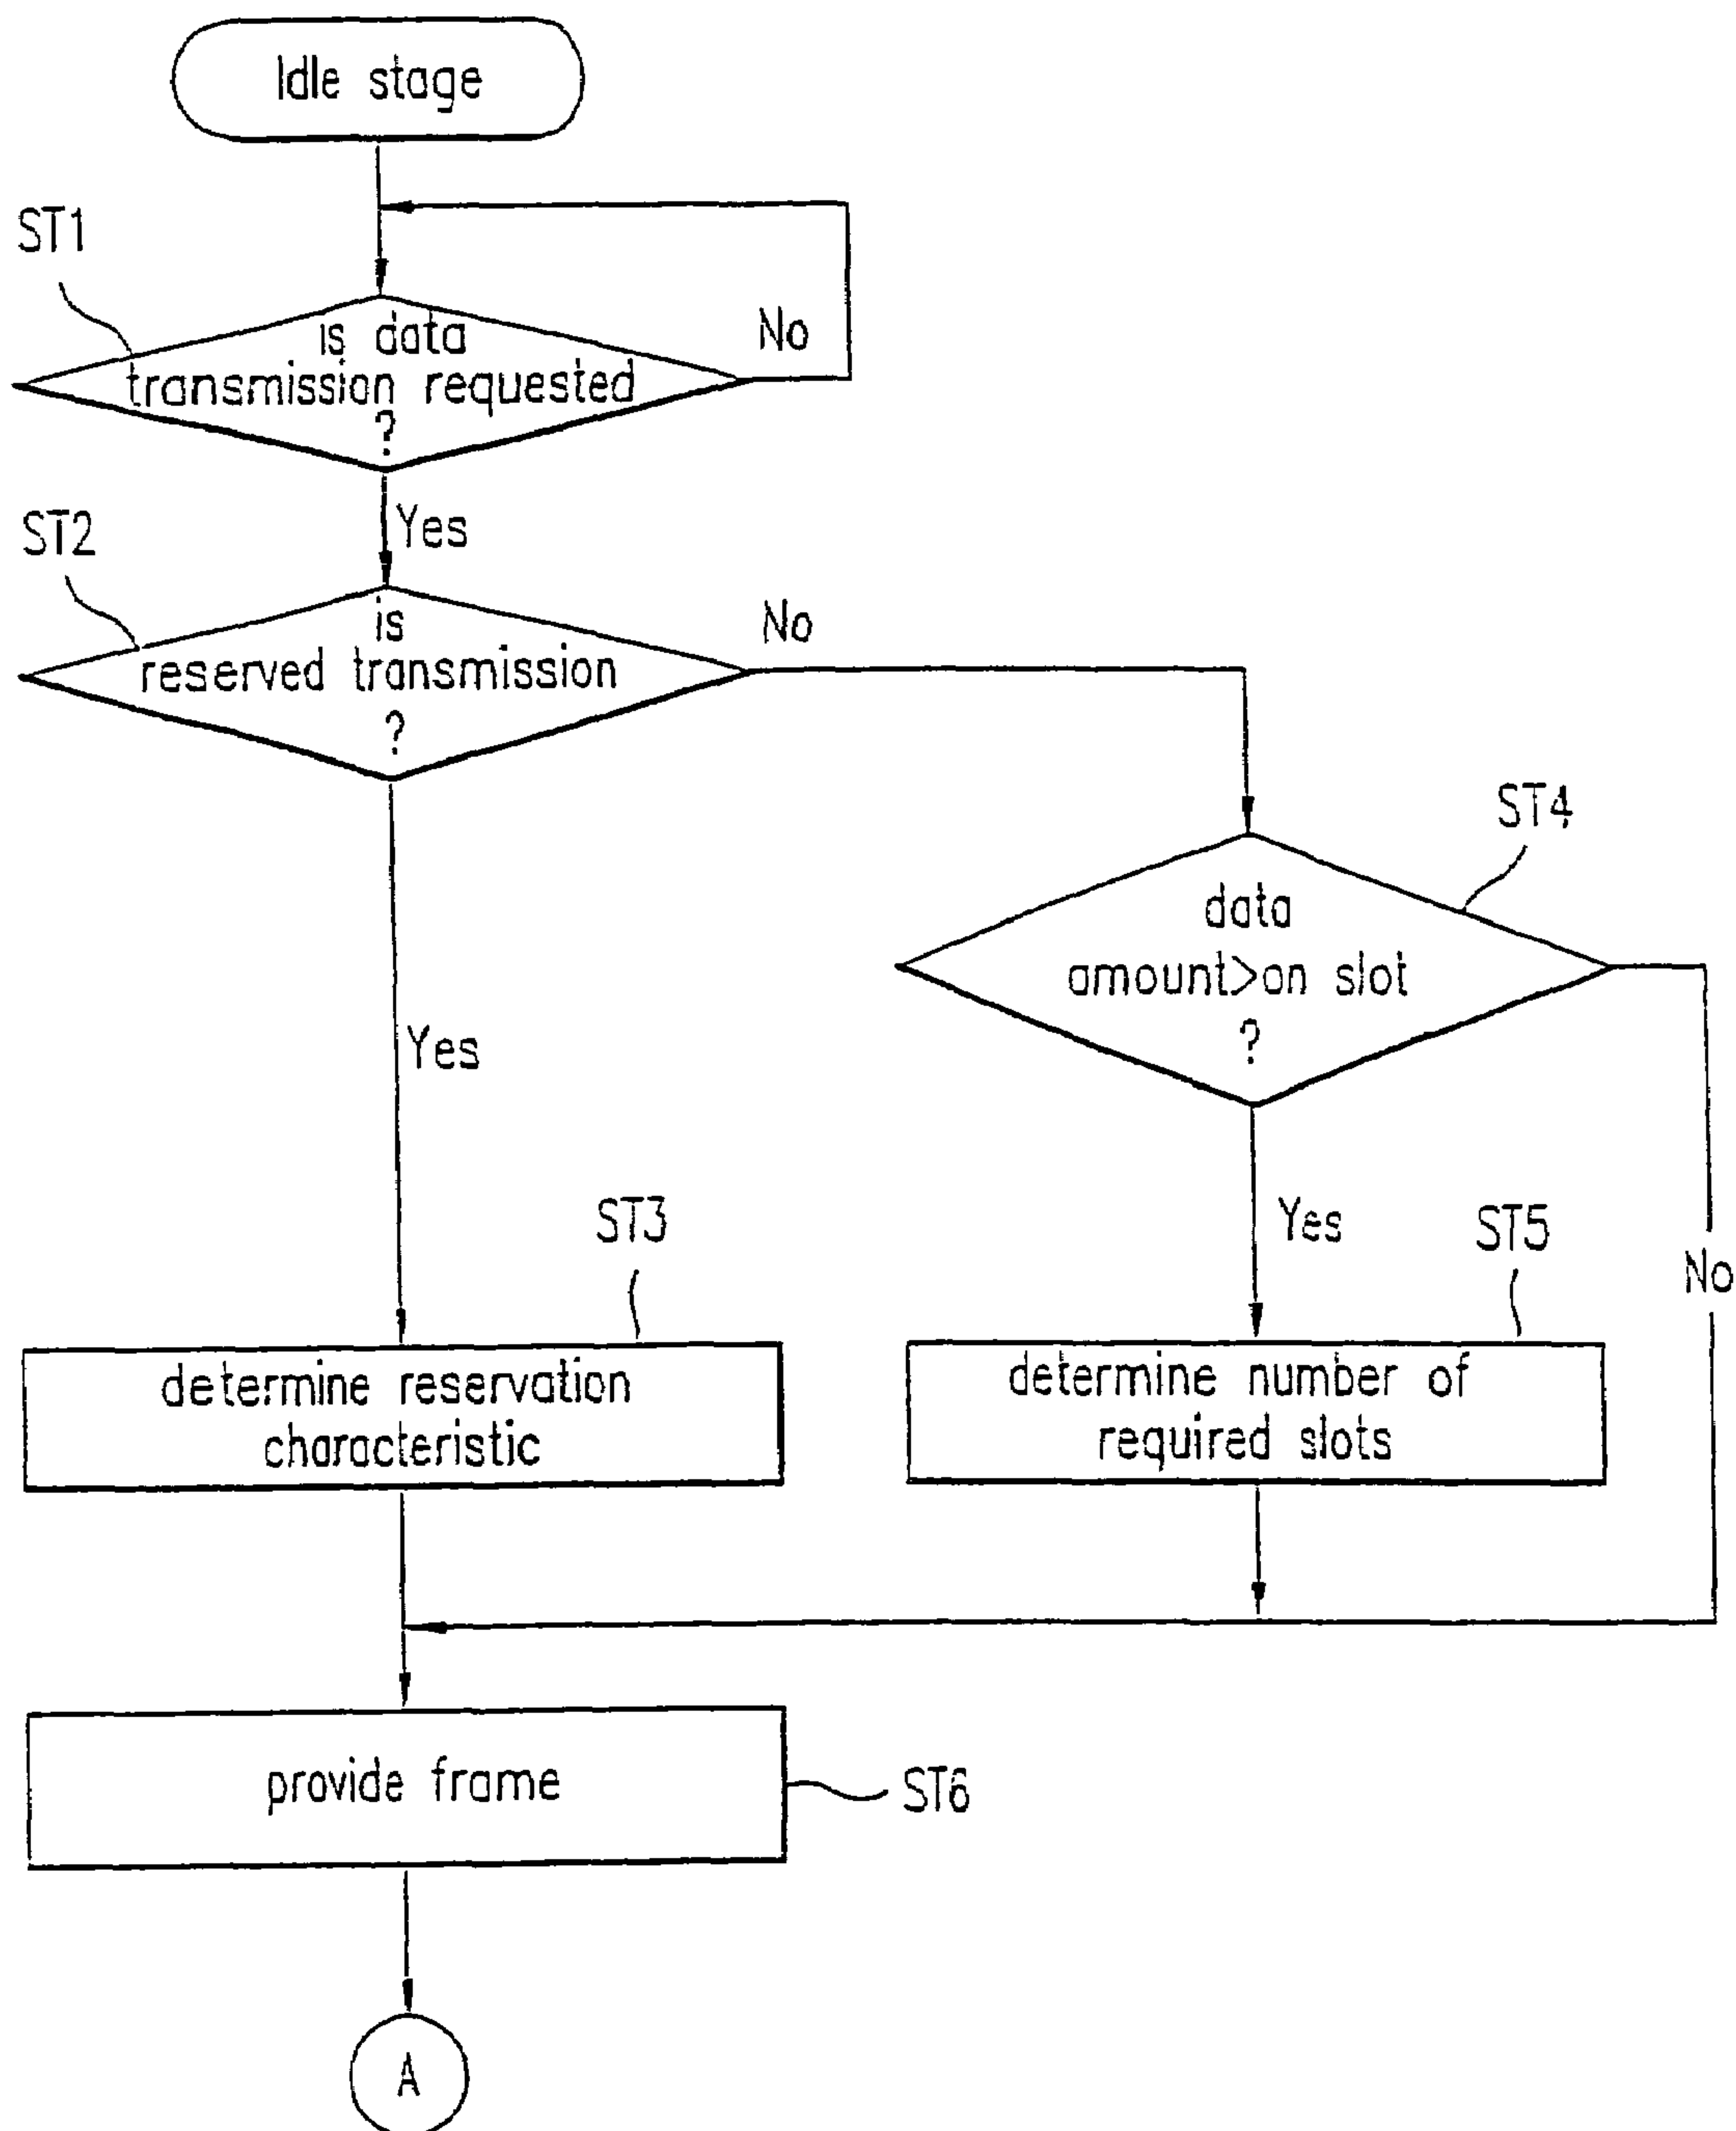 Idle stage
ST1
is data
transmission requested
?
No
Yes
ST2
is
reserved transmission
?
No
ST4
data
amount>an slot
?
Yes
Yes
No
ST3
determine reservation
characteristic
ST5
determine number of
required slots
provide frame
ST6
A